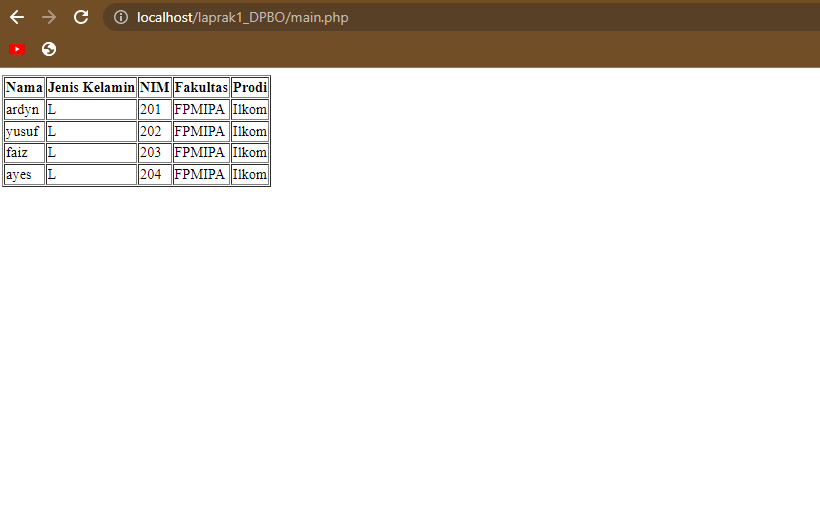 localhost/laprak1_DPBO/main.php
Nama Jenis Kelamin NIM Fakultas Prodi
ardyn L 201 FPMIPA Ilkom
yusuf L 202 FPMIPA Ilkom
faiz L 203 FPMIPA Ilkom
ayes L 204 FPMIPA Ilkom